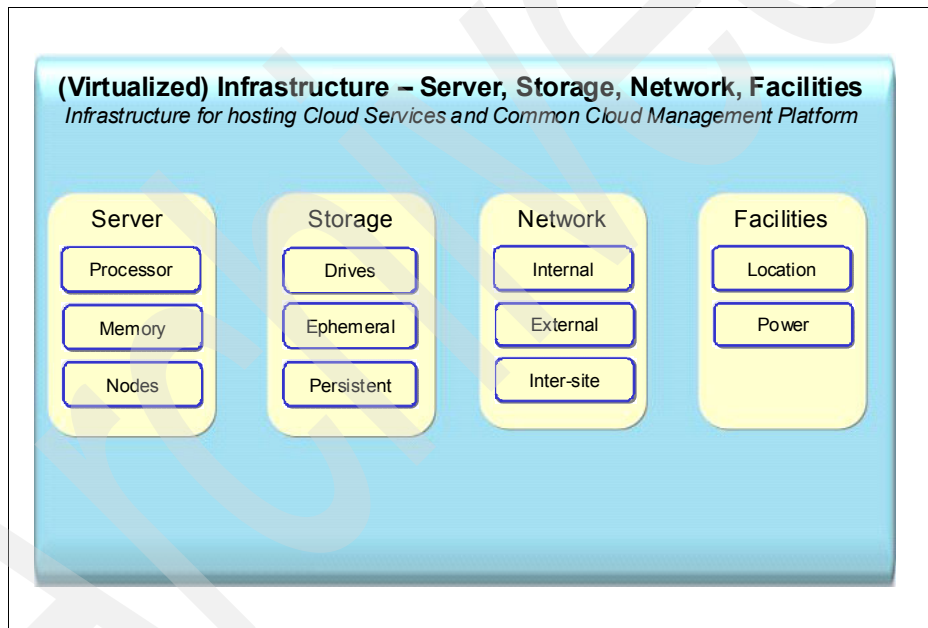 (Virtualized) Infrastructure – Server, Storage, Network, Facilities
Infrastructure for hosting Cloud Services and Common Cloud Management Platform
Server
Processor
Memory
Nodes
Storage
Drives
Ephemeral
Persistent
Network
Internal
External
Inter-site
Facilities
Location
Power